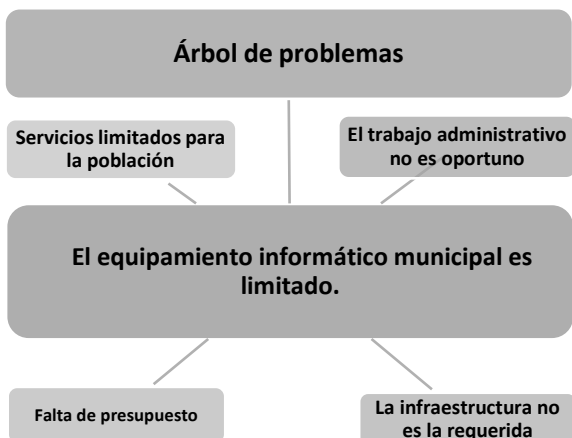 Árbol de problemas
Servicios limitados para
la población
El trabajo administrativo
no es oportuno
El equipamiento informático municipal es
limitado.
Falta de presupuesto
La infraestructura no
es la requerida